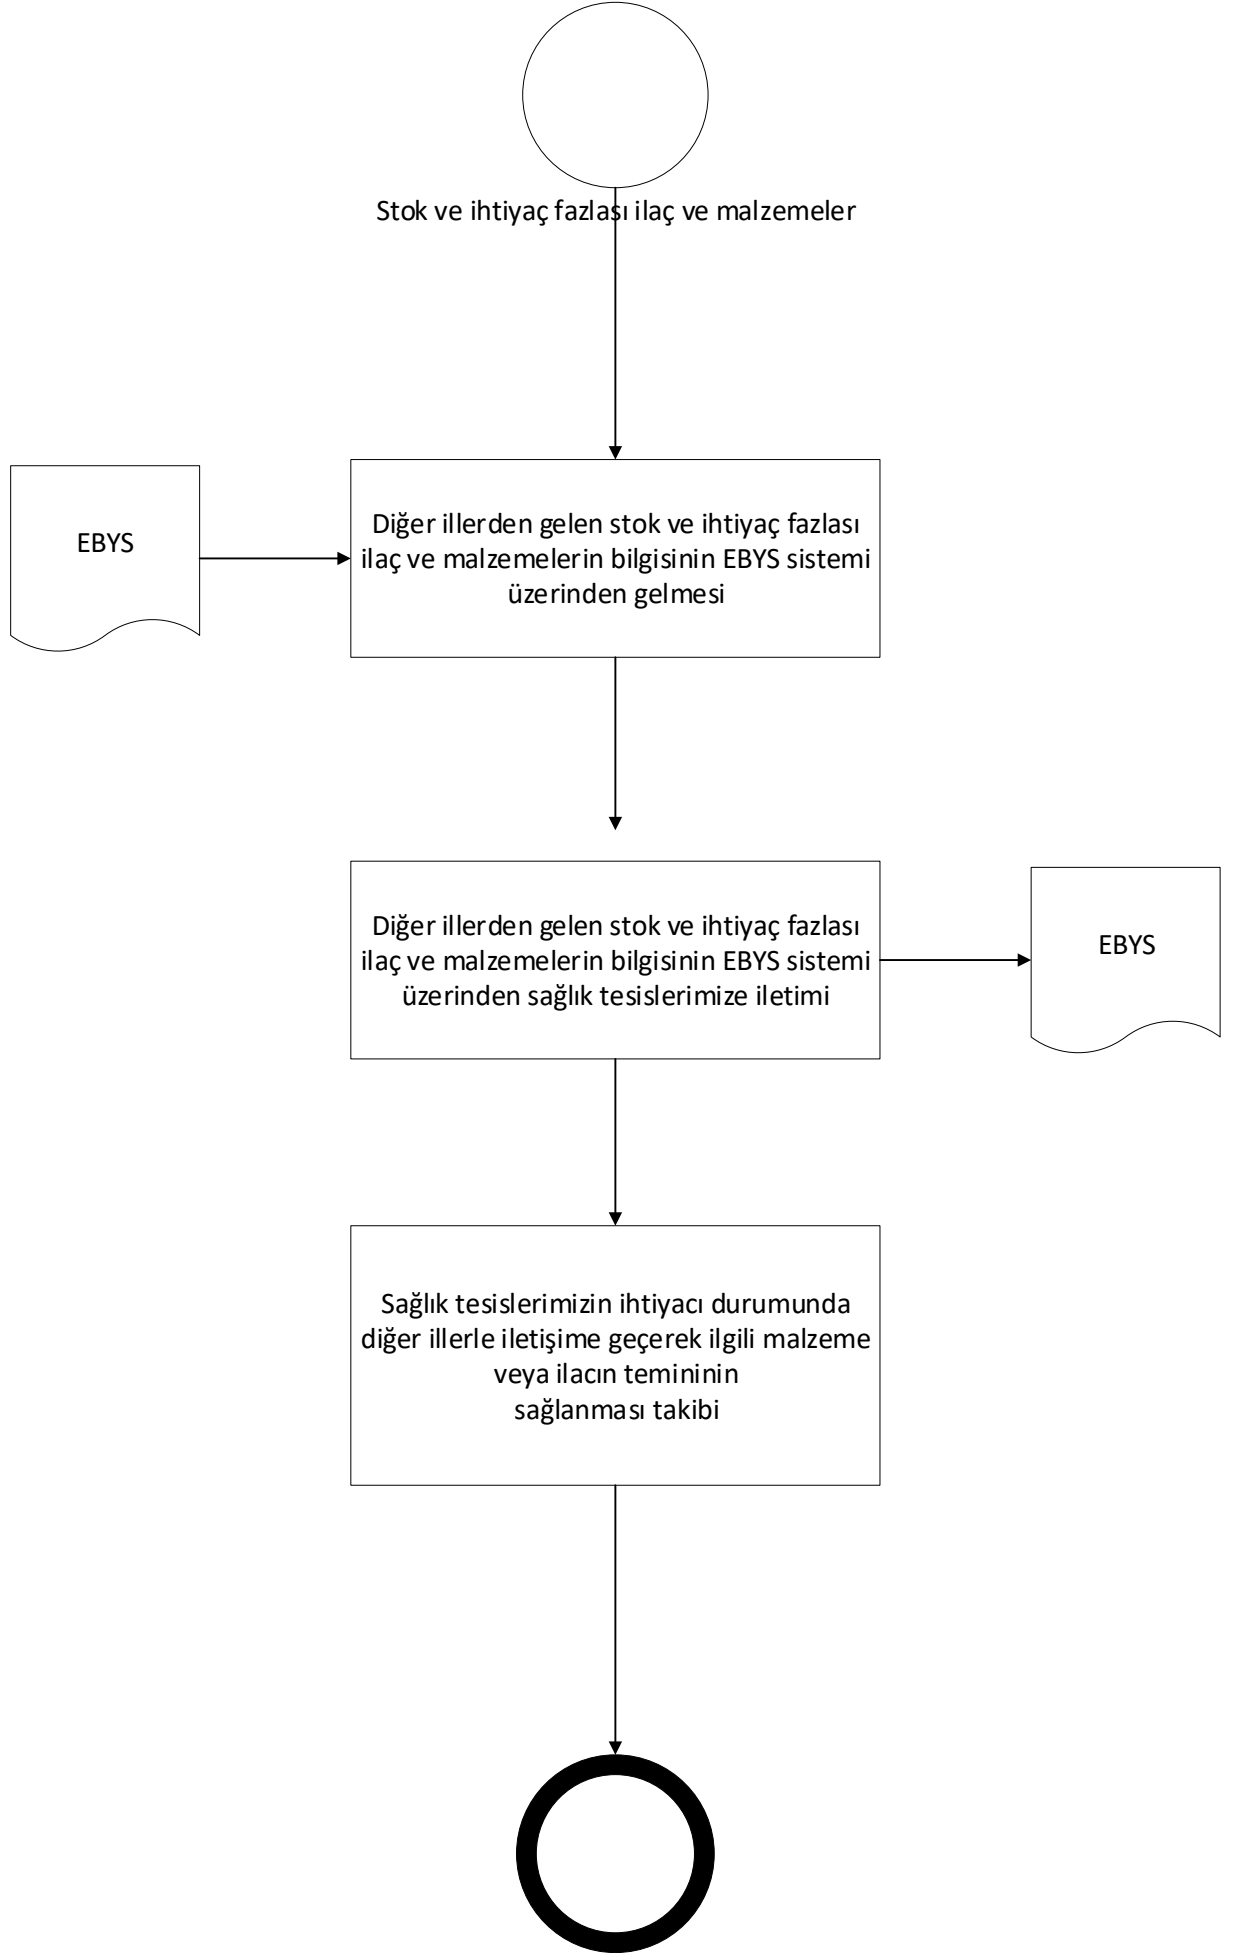 Stok ve ihtiyaç fazlası ilaç ve malzemeler
EBYS
Diğer illerden gelen stok ve ihtiyaç fazlası
ilaç ve malzemelerin bilgisinin EBYS sistemi
üzerinden gelmesi
Diğer illerden gelen stok ve ihtiyaç fazlası
ilaç ve malzemelerin bilgisinin EBYS sistemi
üzerinden sağlık tesislerimize iletimi
EBYS
Sağlık tesislerimizin ihtiyacı durumunda
diğer illerle iletişime geçerek ilgili malzeme
veya ilacın temininin
sağlanması takibi